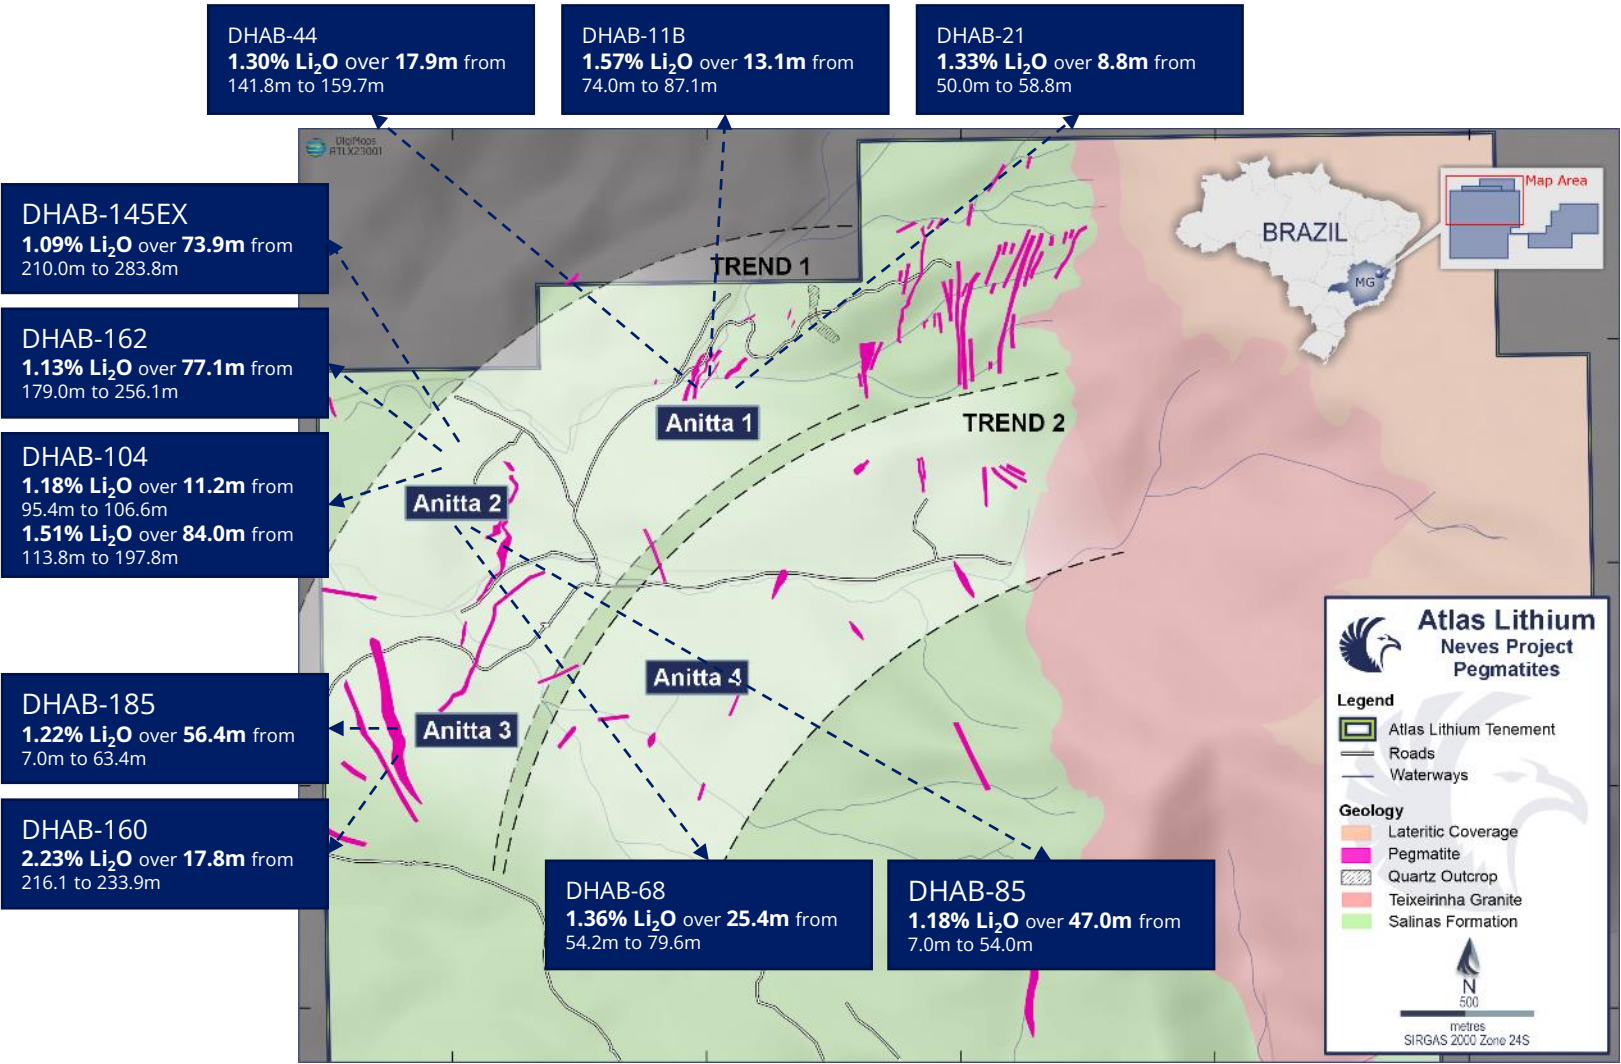 DHAB-44
1.30% Li2O over 17.9m from
141.8m to 159.7m
DHAB-11B
1.57% Li2O over 13.1m from
74.0m to 87.1m
DHAB-21
1.33% Li2O over 8.8m from
50.0m to 58.8m
DigiMaps
ATLX23001
DHAB-145EX
1.09% Li2O over 73.9m from
210.0m to 283.8m
DHAB-162
1.13% Li2O over 77.1m from
179.0m to 256.1m
DHAB-104
1.18% Li2O over 11.2m from
95.4m to 106.6m
1.51% Li2O over 84.0m from
113.8m to 197.8m
DHAB-185
1.22% Li2O over 56.4m from
7.0m to 63.4m
DHAB-160
2.23% Li2O over 17.8m from
216.1 to 233.9m
TREND 1
TREND 2
Anitta 1
Anitta 2
Anitta 3
Anitta 4
BRAZIL
MG
Map Area
DHAB-68
1.36% Li2O over 25.4m from
54.2m to 79.6m
DHAB-85
1.18% Li2O over 47.0m from
7.0m to 54.0m
Atlas Lithium
Neves Project
Pegmatites
Legend
Atlas Lithium Tenement
Roads
Waterways
Geology
Lateritic Coverage
Pegmatite
Quartz Outcrop
Teixeirinha Granite
Salinas Formation
N
500
metres
SIRGAS 2000 Zone 24S